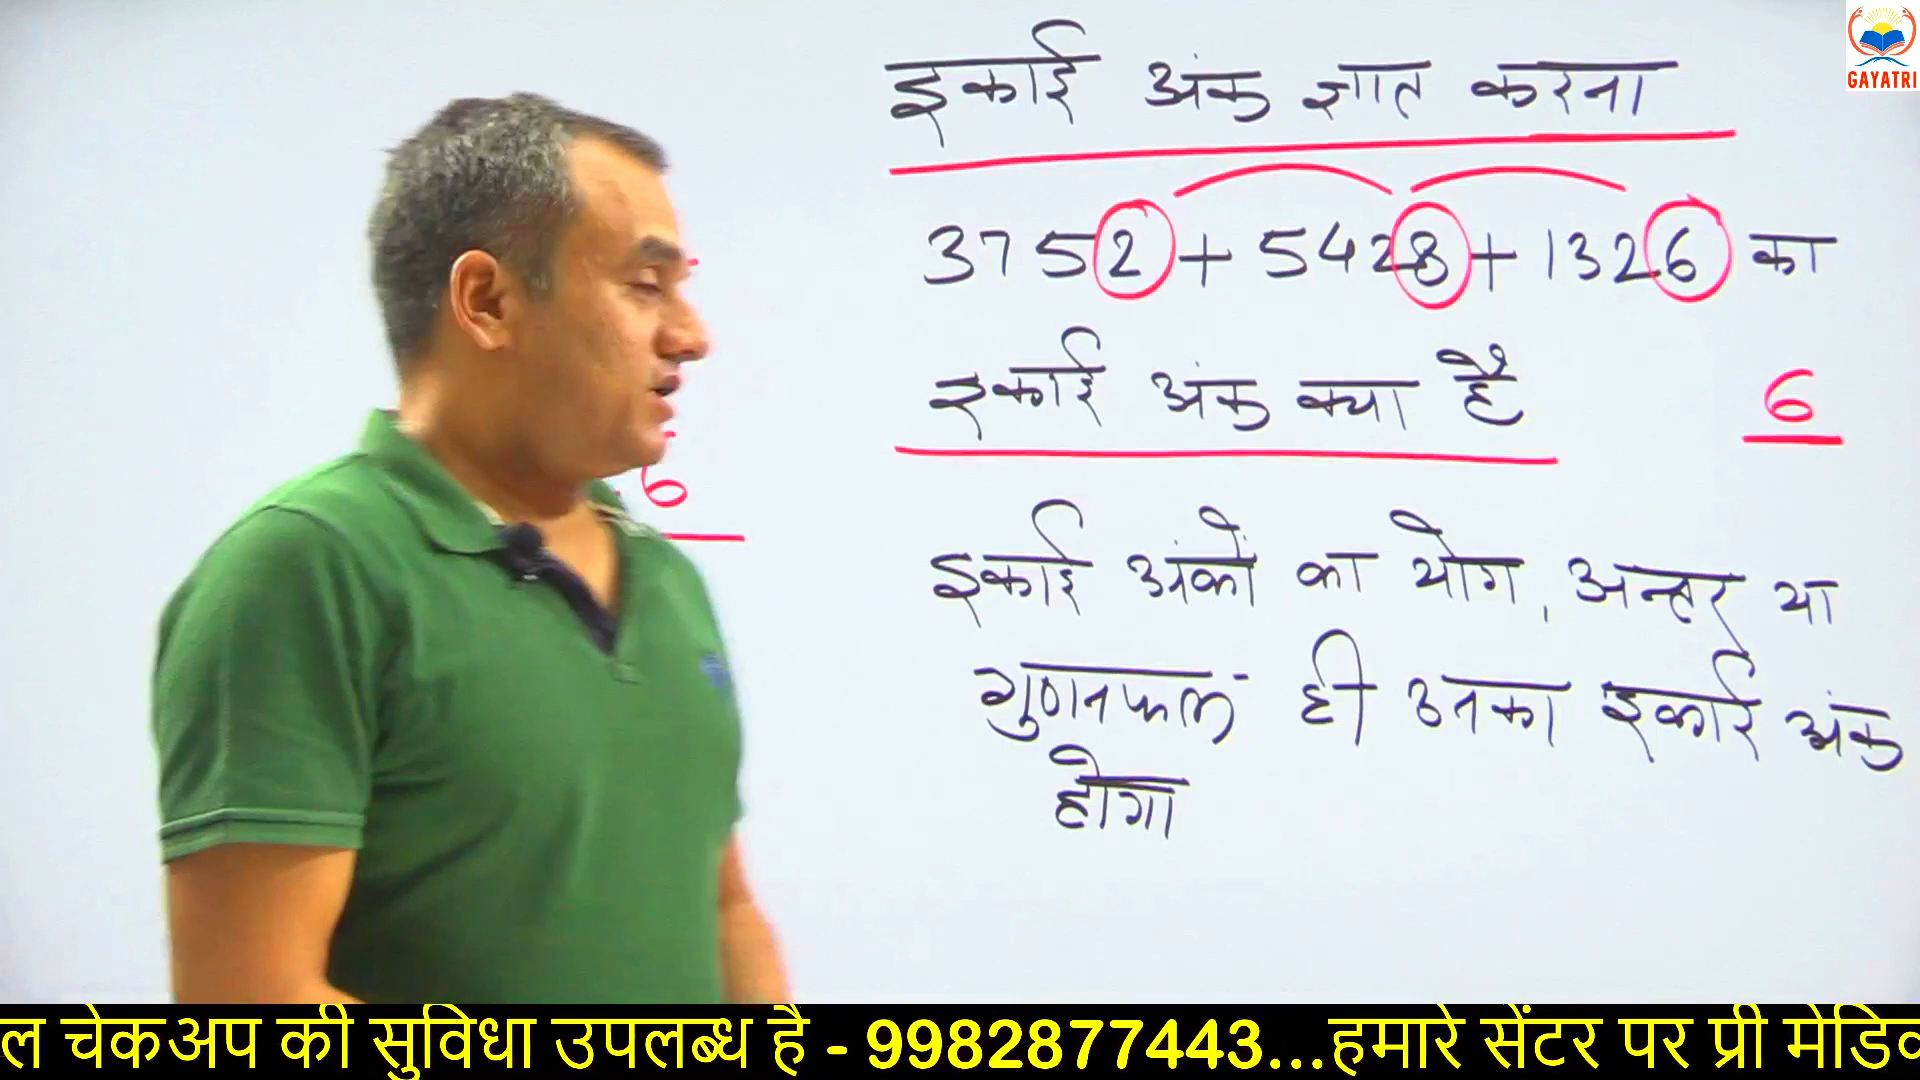 इकाई अंक ज्ञात करना
3752 + 5428 + 1326 का
इकाई अंक क्या है
6
6
इकाई अंकों का योग, अन्तर या
गुणनफल ही उनका इकाई अंक
होगा
GAYATRI
ल चेकअप की सुविधा उपलब्ध है - 9982877443...हमारे सेंटर पर प्री मेडिक